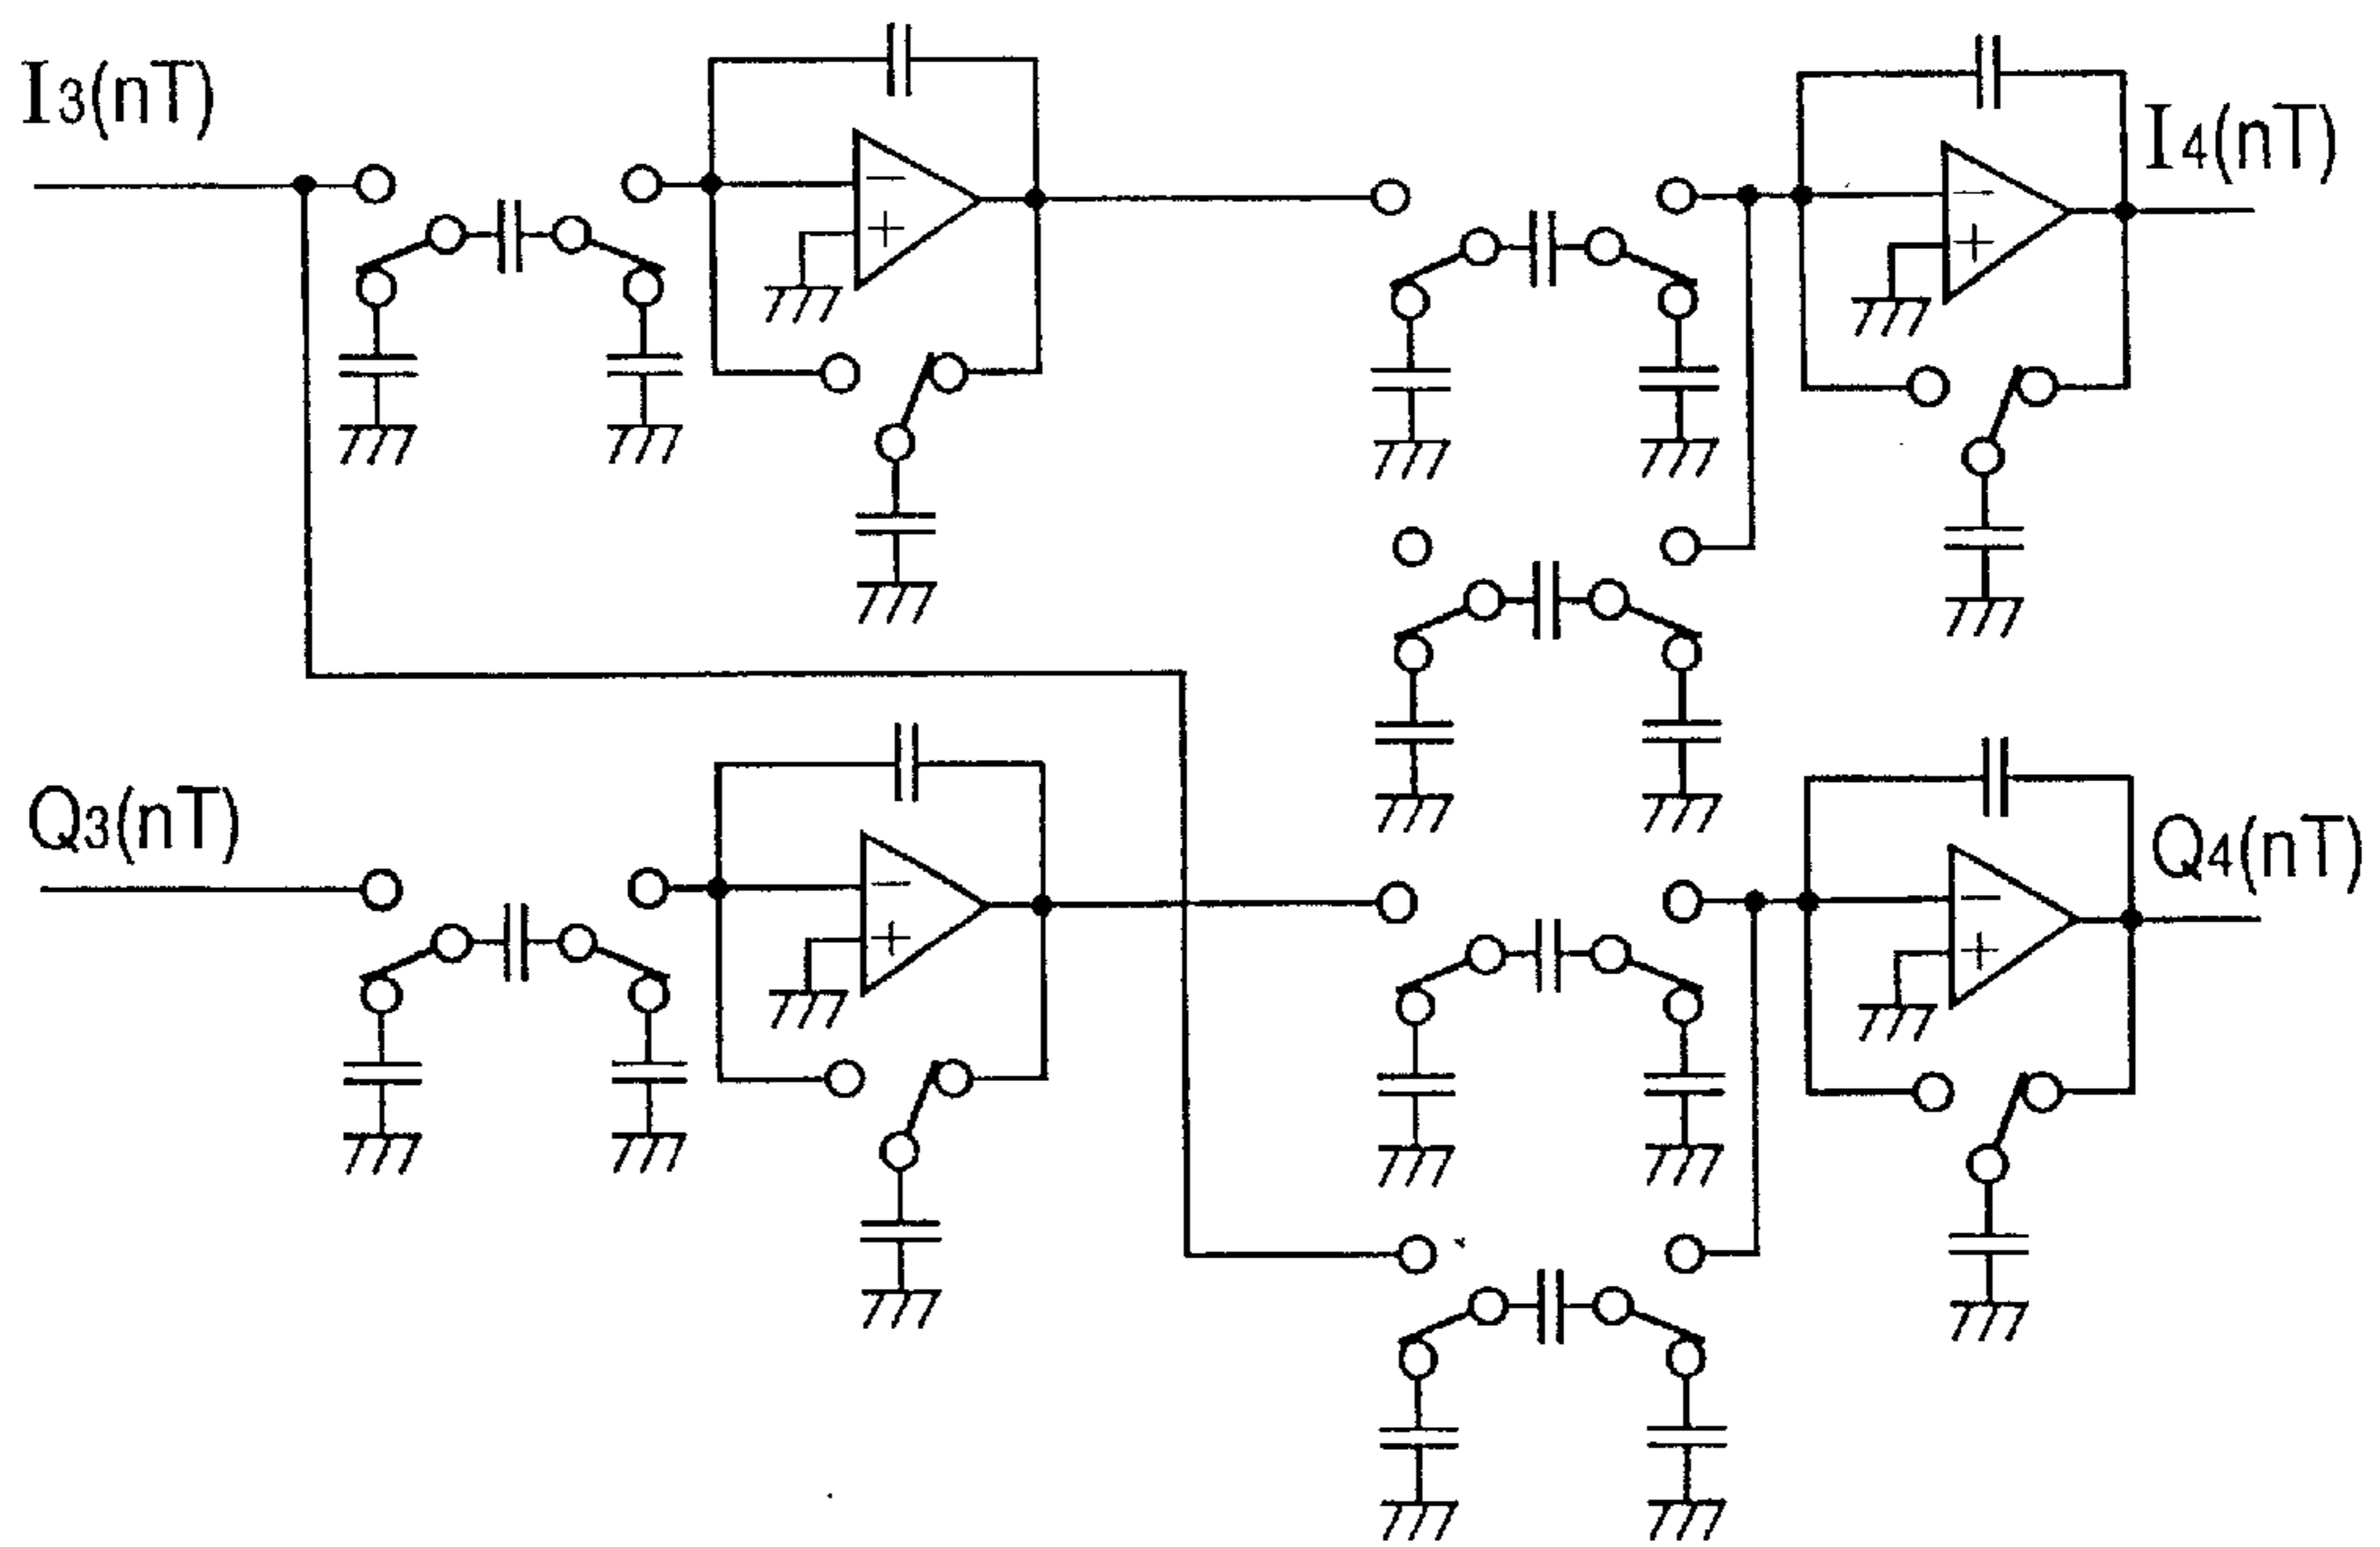 I3(nT)
I4(nT)
− +
− +
Q3(nT)
Q4(nT)
− +
− +